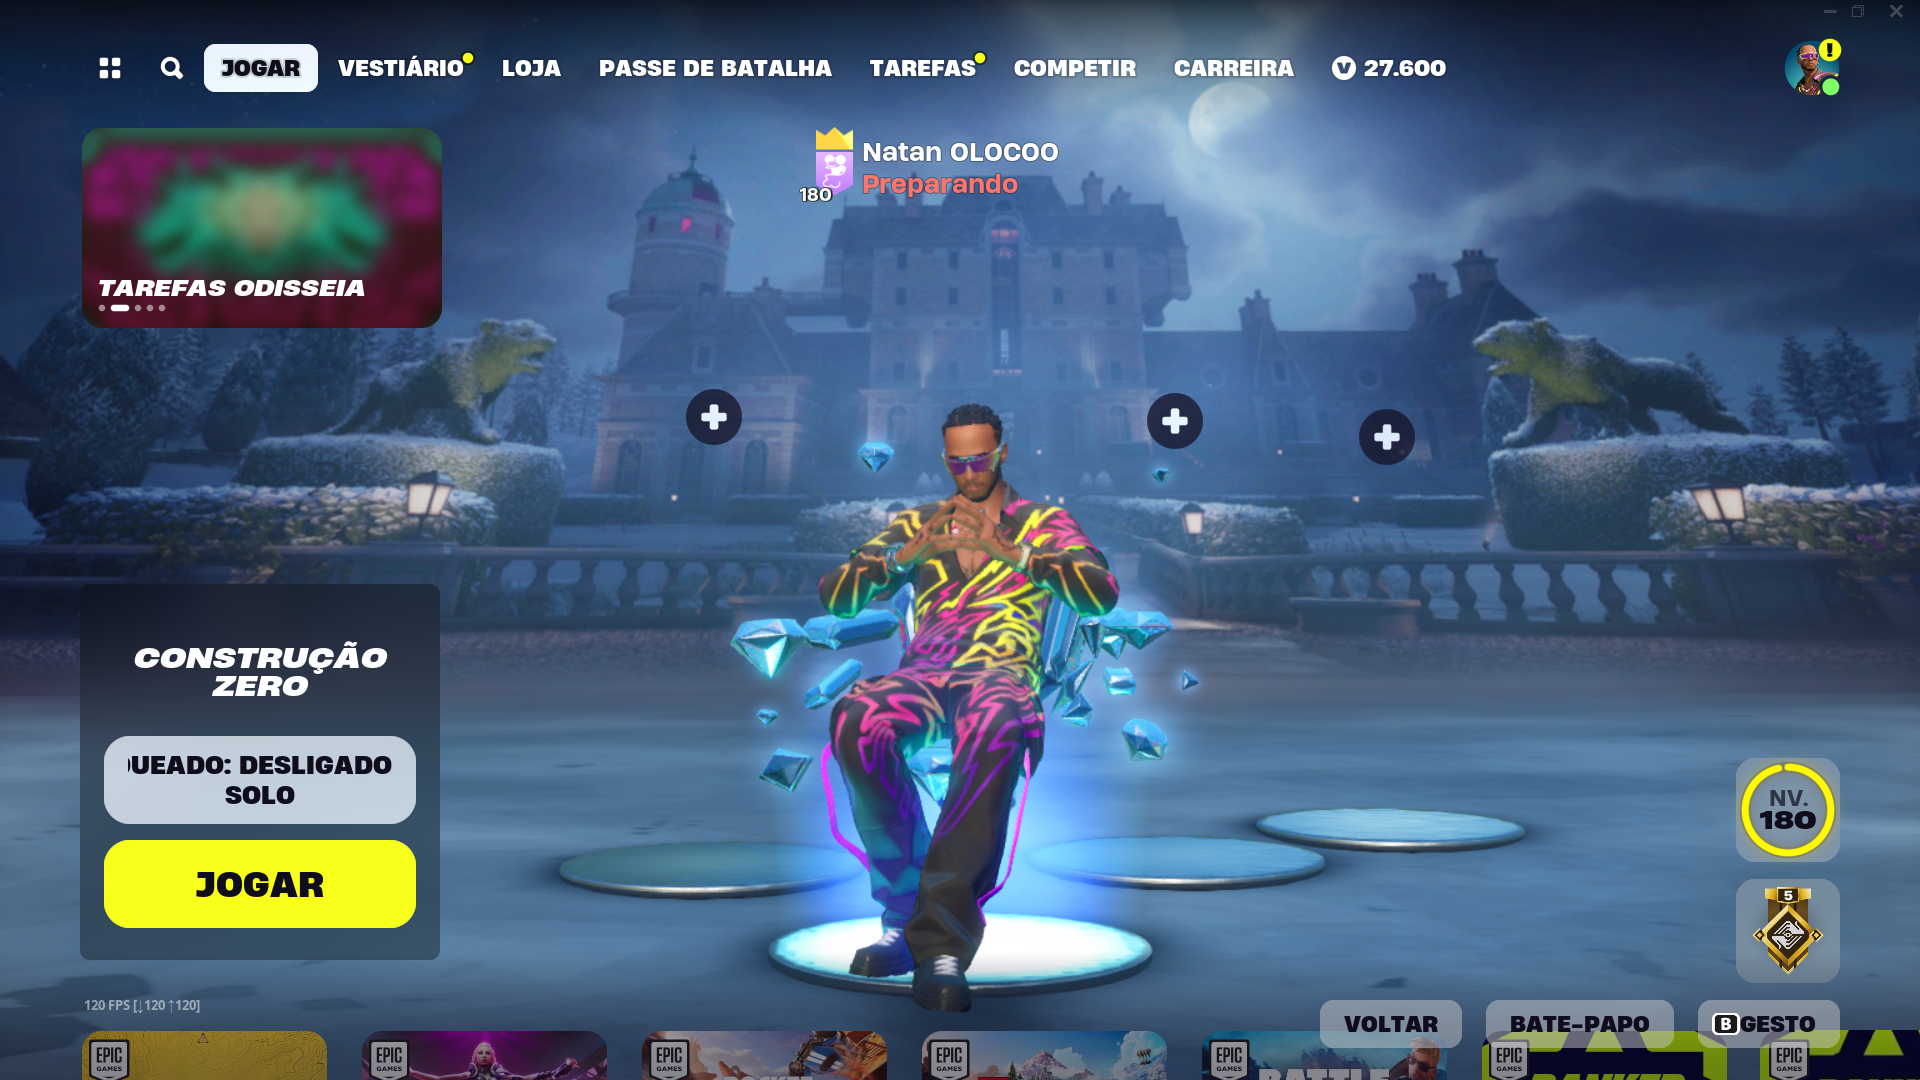 JOGAR VESTIÁRIO LOJA PASSE DE BATALHA TAREFAS COMPETIR CARREIRA 27.600
Natan OLOCOO
180 Preparando
TAREFAS ODISSEIA
CONSTRUÇÃO
ZERO
UEADO: DESLIGADO
SOLO
JOGAR
NV.
180
5
120 FPS [↓120 ↑120]
VOLTAR BATE-PAPO B GESTO
EPIC GAMES
EPIC GAMES
EPIC GAMES
EPIC GAMES
EPIC GAMES
BATTLE
EPIC GAMES
EPIC GAMES